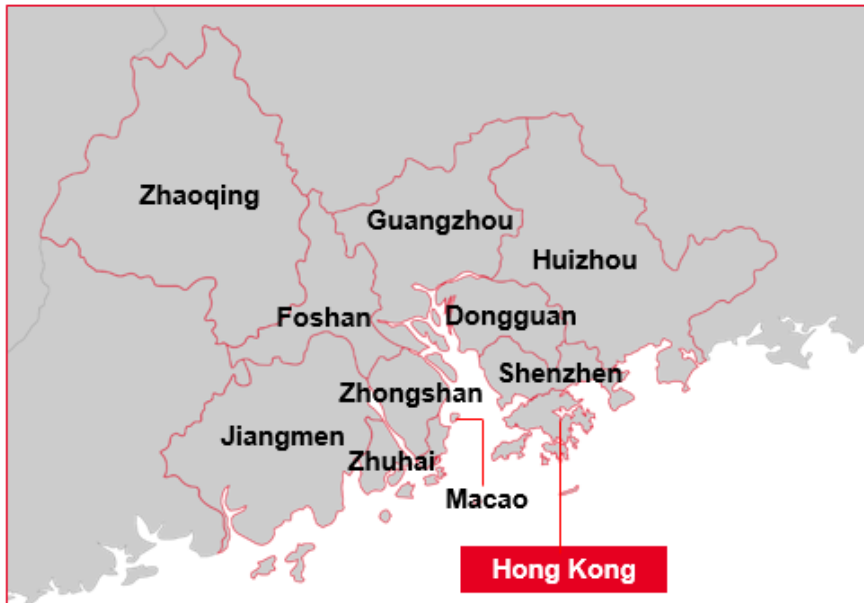 Zhaoqing
Guangzhou
Huizhou
Foshan
Dongguan
Shenzhen
Zhongshan
Jiangmen
Zhuhai
Macao
Hong Kong